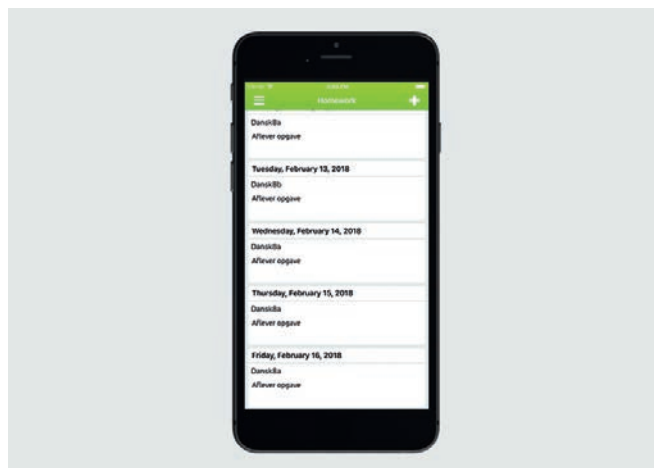 Homework
Dansk8a
Aflever opgave
Tuesday, February 13, 2018
Dansk8b
Aflever opgave
Wednesday, February 14, 2018
Dansk8a
Aflever opgave
Thursday, February 15, 2018
Dansk8a
Aflever opgave
Friday, February 16, 2018
Dansk8a
Aflever opgave